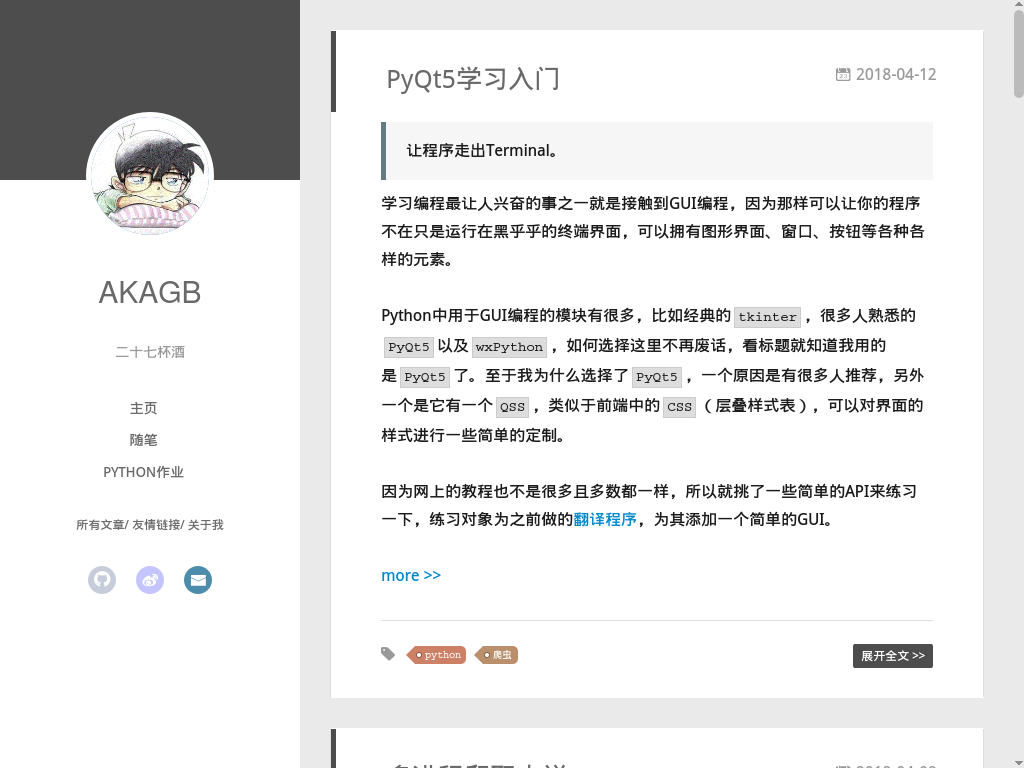 AKAGB
二十七杯酒
主页
随笔
PYTHON作业
所有文章/ 友情链接/ 关于我
PyQt5学习入门
2018-04-12
让程序走出Terminal。
学习编程最让人兴奋的事之一就是接触到GUI编程，因为那样可以让你的程序
不在只是运行在黑乎乎的终端界面，可以拥有图形界面、窗口、按钮等各种各
样的元素。
Python中用于GUI编程的模块有很多，比如经典的 tkinter ，很多人熟悉的
PyQt5 以及 wxPython ，如何选择这里不再废话，看标题就知道我用的
是 PyQt5 了。至于我为什么选择了 PyQt5 ，一个原因是有很多人推荐，另外
一个是它有一个 QSS ，类似于前端中的 CSS （层叠样式表），可以对界面的
样式进行一些简单的定制。
因为网上的教程也不是很多且多数都一样，所以就挑了一些简单的API来练习
一下，练习对象为之前做的翻译程序，为其添加一个简单的GUI。
more >>
python
爬虫
展开全文 >>